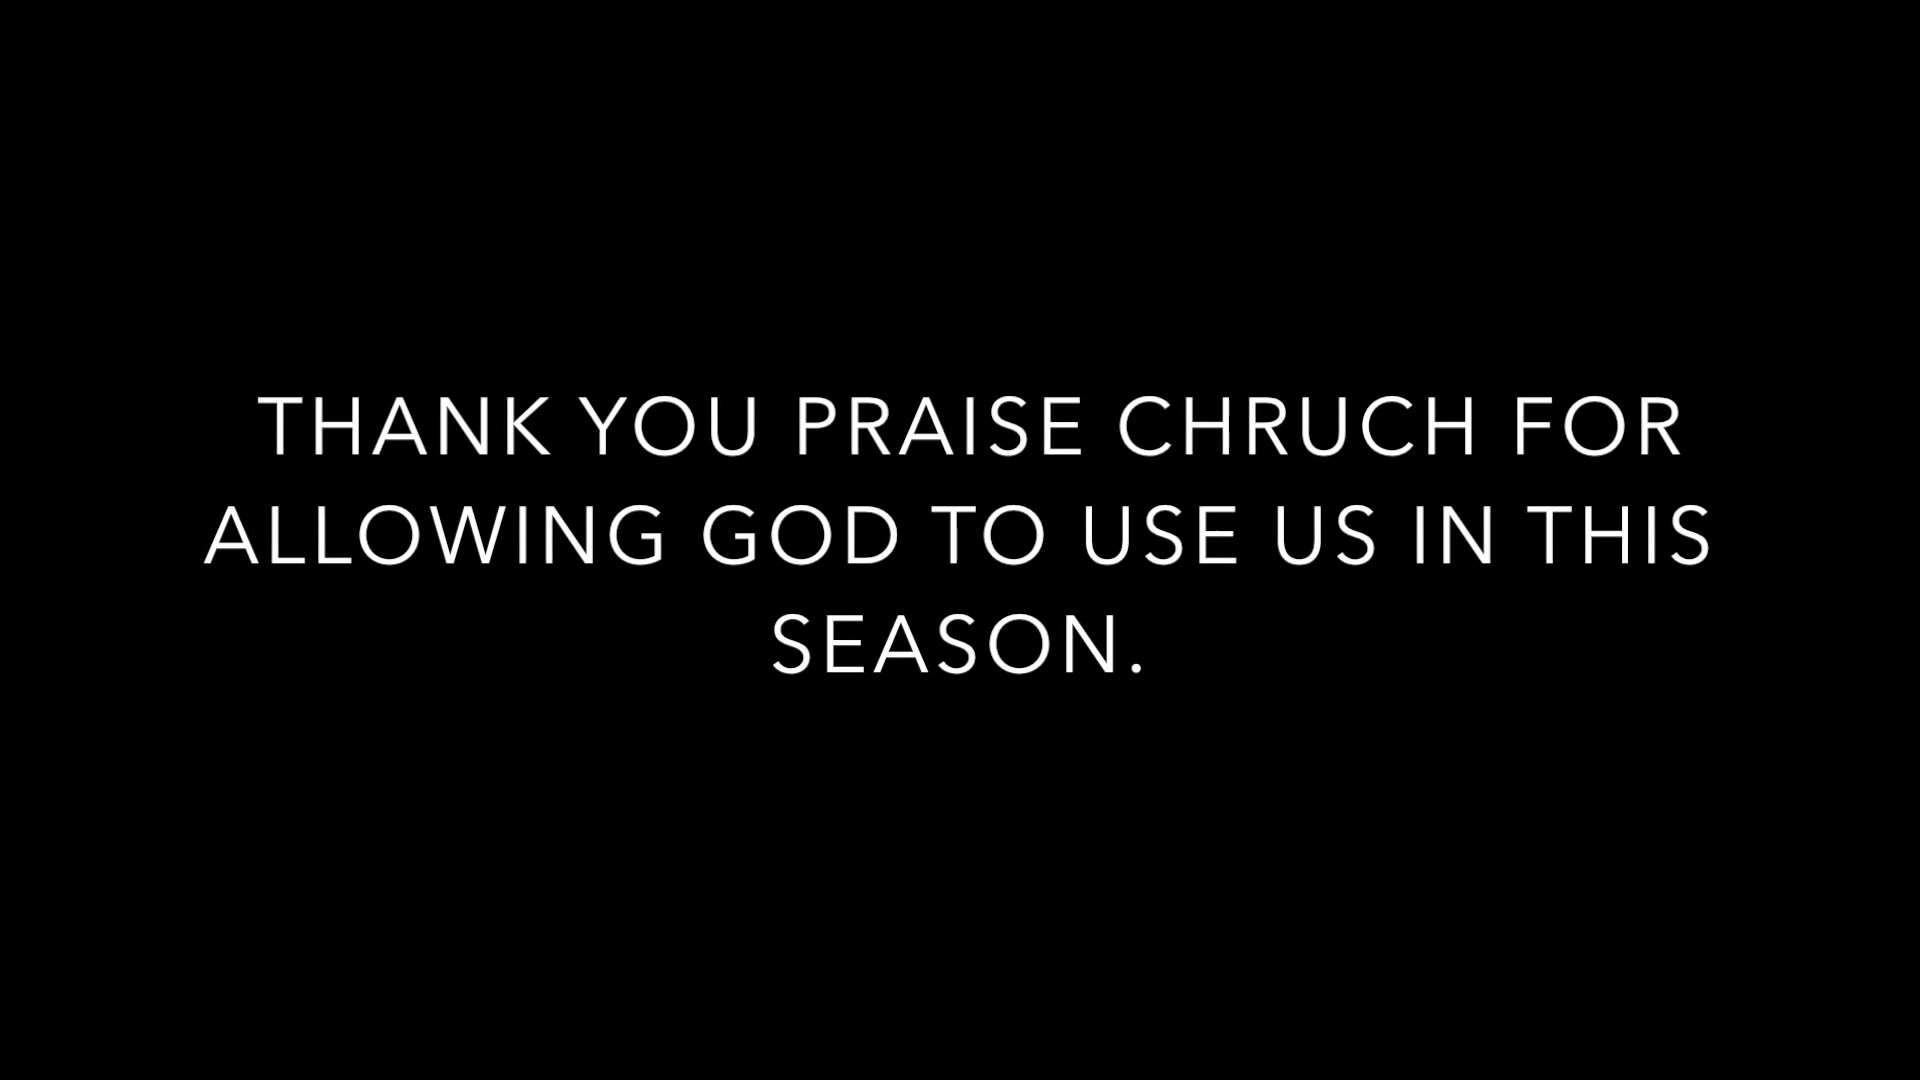 THANK YOU PRAISE CHRUCH FOR
ALLOWING GOD TO USE US IN THIS
SEASON.